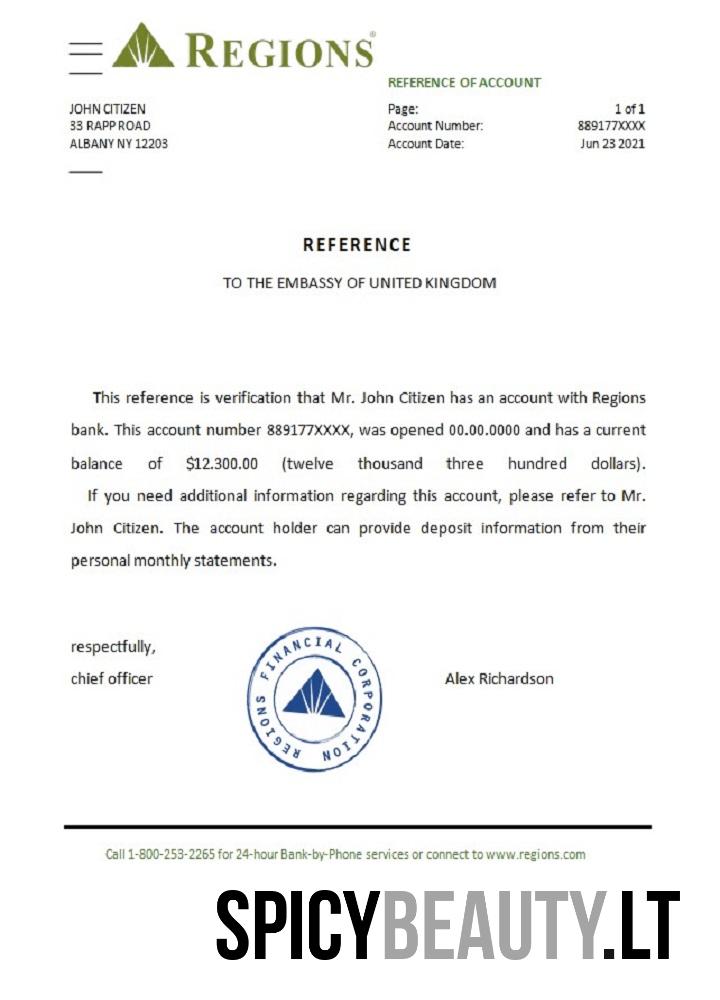 REGIONS®
REFERENCE OF ACCOUNT
JOHN CITIZEN
33 RAPP ROAD
ALBANY NY 12203
Page: 1 of 1
Account Number: 889177XXXX
Account Date: Jun 23 2021
REFERENCE
TO THE EMBASSY OF UNITED KINGDOM
This reference is verification that Mr. John Citizen has an account with Regions
bank. This account number 889177XXXX, was opened 00.00.0000 and has a current
balance of $12.300.00 (twelve thousand three hundred dollars).
If you need additional information regarding this account, please refer to Mr.
John Citizen. The account holder can provide deposit information from their
personal monthly statements.
respectfully,
chief officer
REGIONS FINANCIAL CORPORATION
Alex Richardson
Call 1-800-253-2265 for 24-hour Bank-by-Phone services or connect to www.regions.com
SPICYBEAUTY.LT